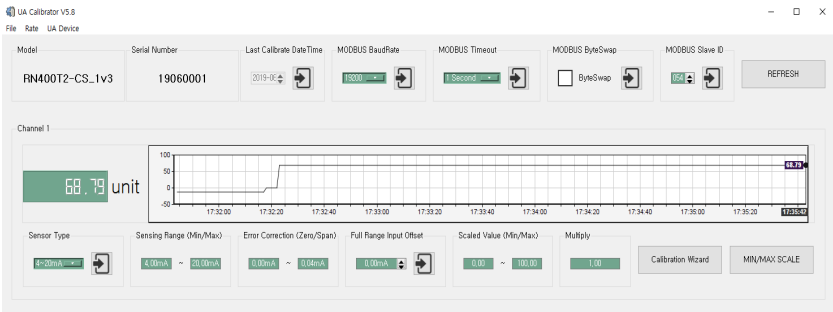 UA Calibrator V5.8
File Rate UA Device
Model Serial Number Last Calibrate DateTime MODBUS BaudRate MODBUS Timeout MODBUS ByteSwap MODBUS Slave ID
RN400T2-CS_1v3 19060001 2019-06 19200 1 Second ByteSwap 054 REFRESH
Channel 1
68.79 unit
100
50
0
-50
68.79
17:32:00 17:32:20 17:32:40 17:33:00 17:33:20 17:33:40 17:34:00 17:34:20 17:34:40 17:35:00 17:35:20 17:35:42
Sensor Type Sensing Range (Min/Max) Error Correction (Zero/Span) Full Range Input Offset Scaled Value (Min/Max) Multiply
4~20mA 4,00mA ~ 20,00mA 0,00mA ~ 0,04mA 0,00mA 0,00 ~ 100,00 1,00 Calibration Wizard MIN/MAX SCALE